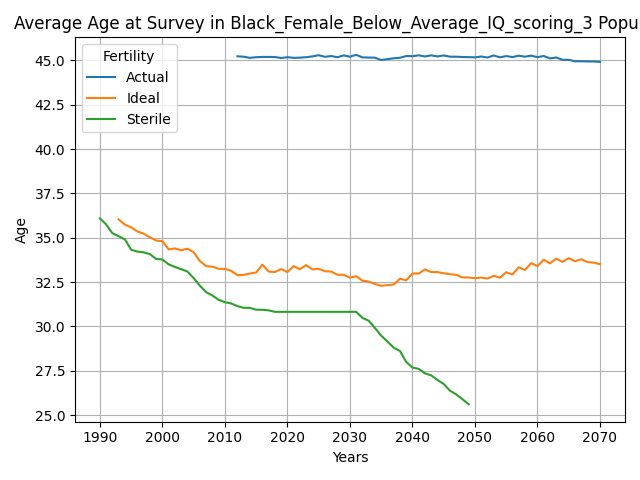 Average Age at Survey in Black_Female_Below_Average_IQ_scoring_3 Popu
Fertility
Actual
Ideal
Sterile
45.0
42.5
40.0
37.5
35.0
32.5
30.0
27.5
25.0
Age
1990 2000 2010 2020 2030 2040 2050 2060 2070
Years